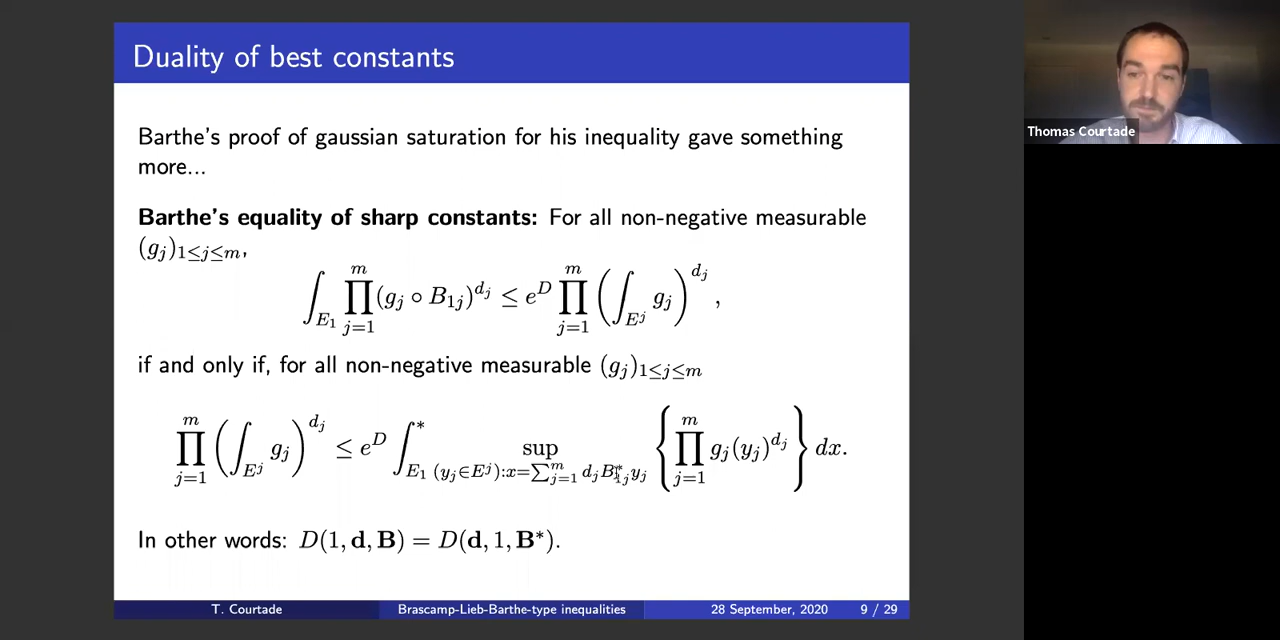 Duality of best constants
Barthe's proof of gaussian saturation for his inequality gave something
more...
Barthe's equality of sharp constants: For all non-negative measurable
(g_j)_{1≤j≤m},
∫_{E_1} ∏_{j=1}^{m} (g_j ∘ B_{1j})^{d_j} ≤ e^D ∏_{j=1}^{m} (∫_{E^j} g_j)^{d_j},
if and only if, for all non-negative measurable (g_j)_{1≤j≤m}
∏_{j=1}^{m} (∫_{E^j} g_j)^{d_j} ≤ e^D ∫^*_{E_1} sup_{(y_j∈E^j):x=∑_{j=1}^{m} d_j B^*_{1j} y_j} {∏_{j=1}^{m} g_j(y_j)^{d_j}} dx.
In other words: D(1, d, B) = D(d, 1, B*).
T. Courtade Brascamp-Lieb-Barthe-type inequalities 28 September, 2020 9 / 29
Thomas Courtade